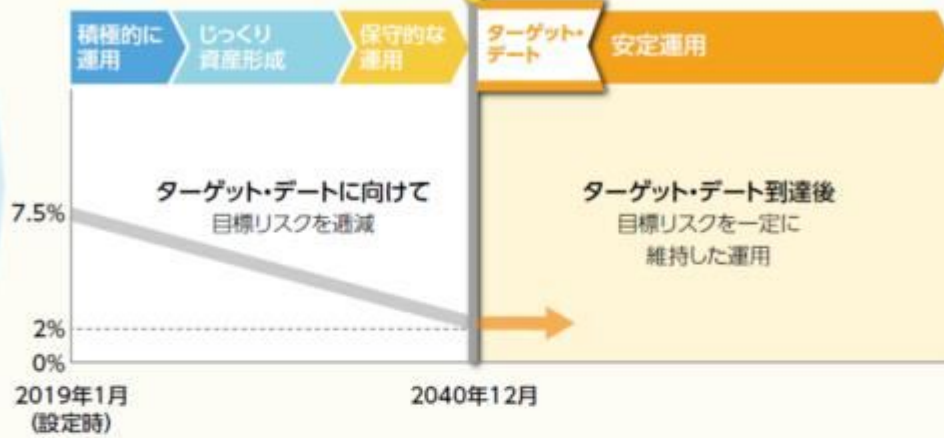 積極的に
運用
じっくり
資産形成
保守的な
運用
ターゲット・
デート
安定運用
ターゲット・デートに向けて
目標リスクを逓減
ターゲット・デート到達後
目標リスクを一定に
維持した運用
7.5%
2%
0%
2019年1月
(設定時)
2040年12月